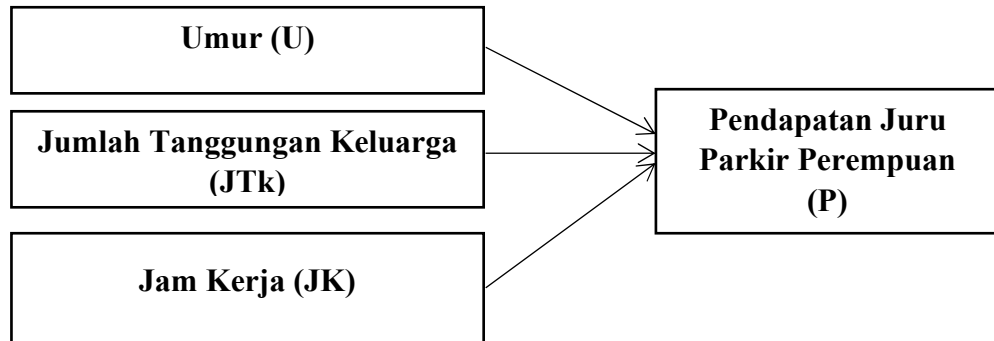 Umur (U)
Jumlah Tanggungan Keluarga
(JTk)
Jam Kerja (JK)
Pendapatan Juru
Parkir Perempuan
(P)